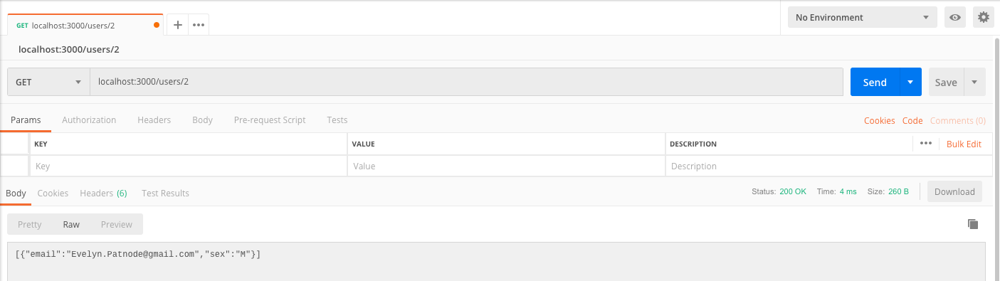 GET localhost:3000/users/2
No Environment
localhost:3000/users/2
GET localhost:3000/users/2 Send Save
Params Authorization Headers Body Pre-request Script Tests Cookies Code Comments (0)
KEY VALUE DESCRIPTION Bulk Edit
Key Value Description
Body Cookies Headers (6) Test Results Status: 200 OK Time: 4 ms Size: 260 B Download
Pretty Raw Preview
[{"email":"Evelyn.Patnode@gmail.com","sex":"M"}]